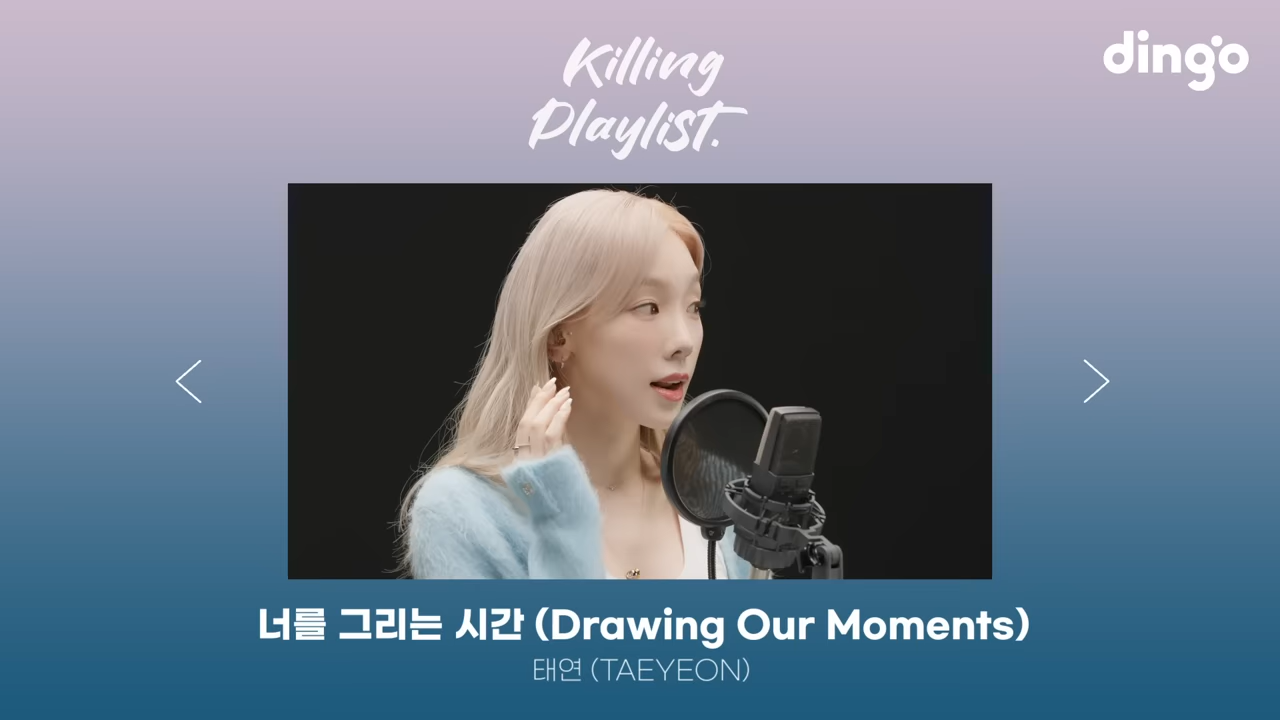 Killing
Playlist.
dingo
너를 그리는 시간 (Drawing Our Moments)
태연 (TAEYEON)